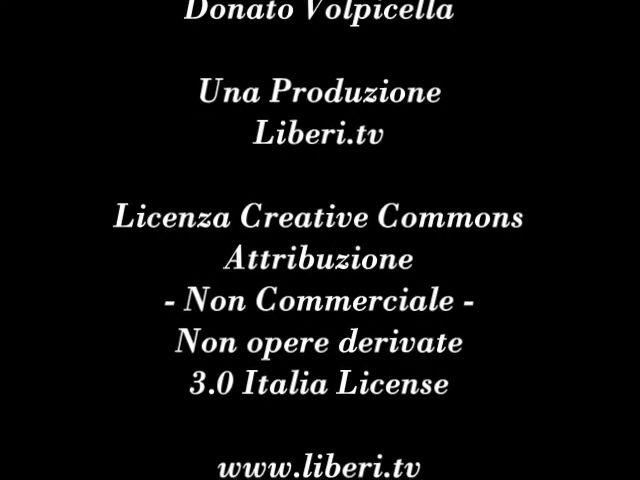 Donato Volpicella
Una Produzione
Liberi.tv
Licenza Creative Commons
Attribuzione
- Non Commerciale -
Non opere derivate
3.0 Italia License
www.liberi.tv